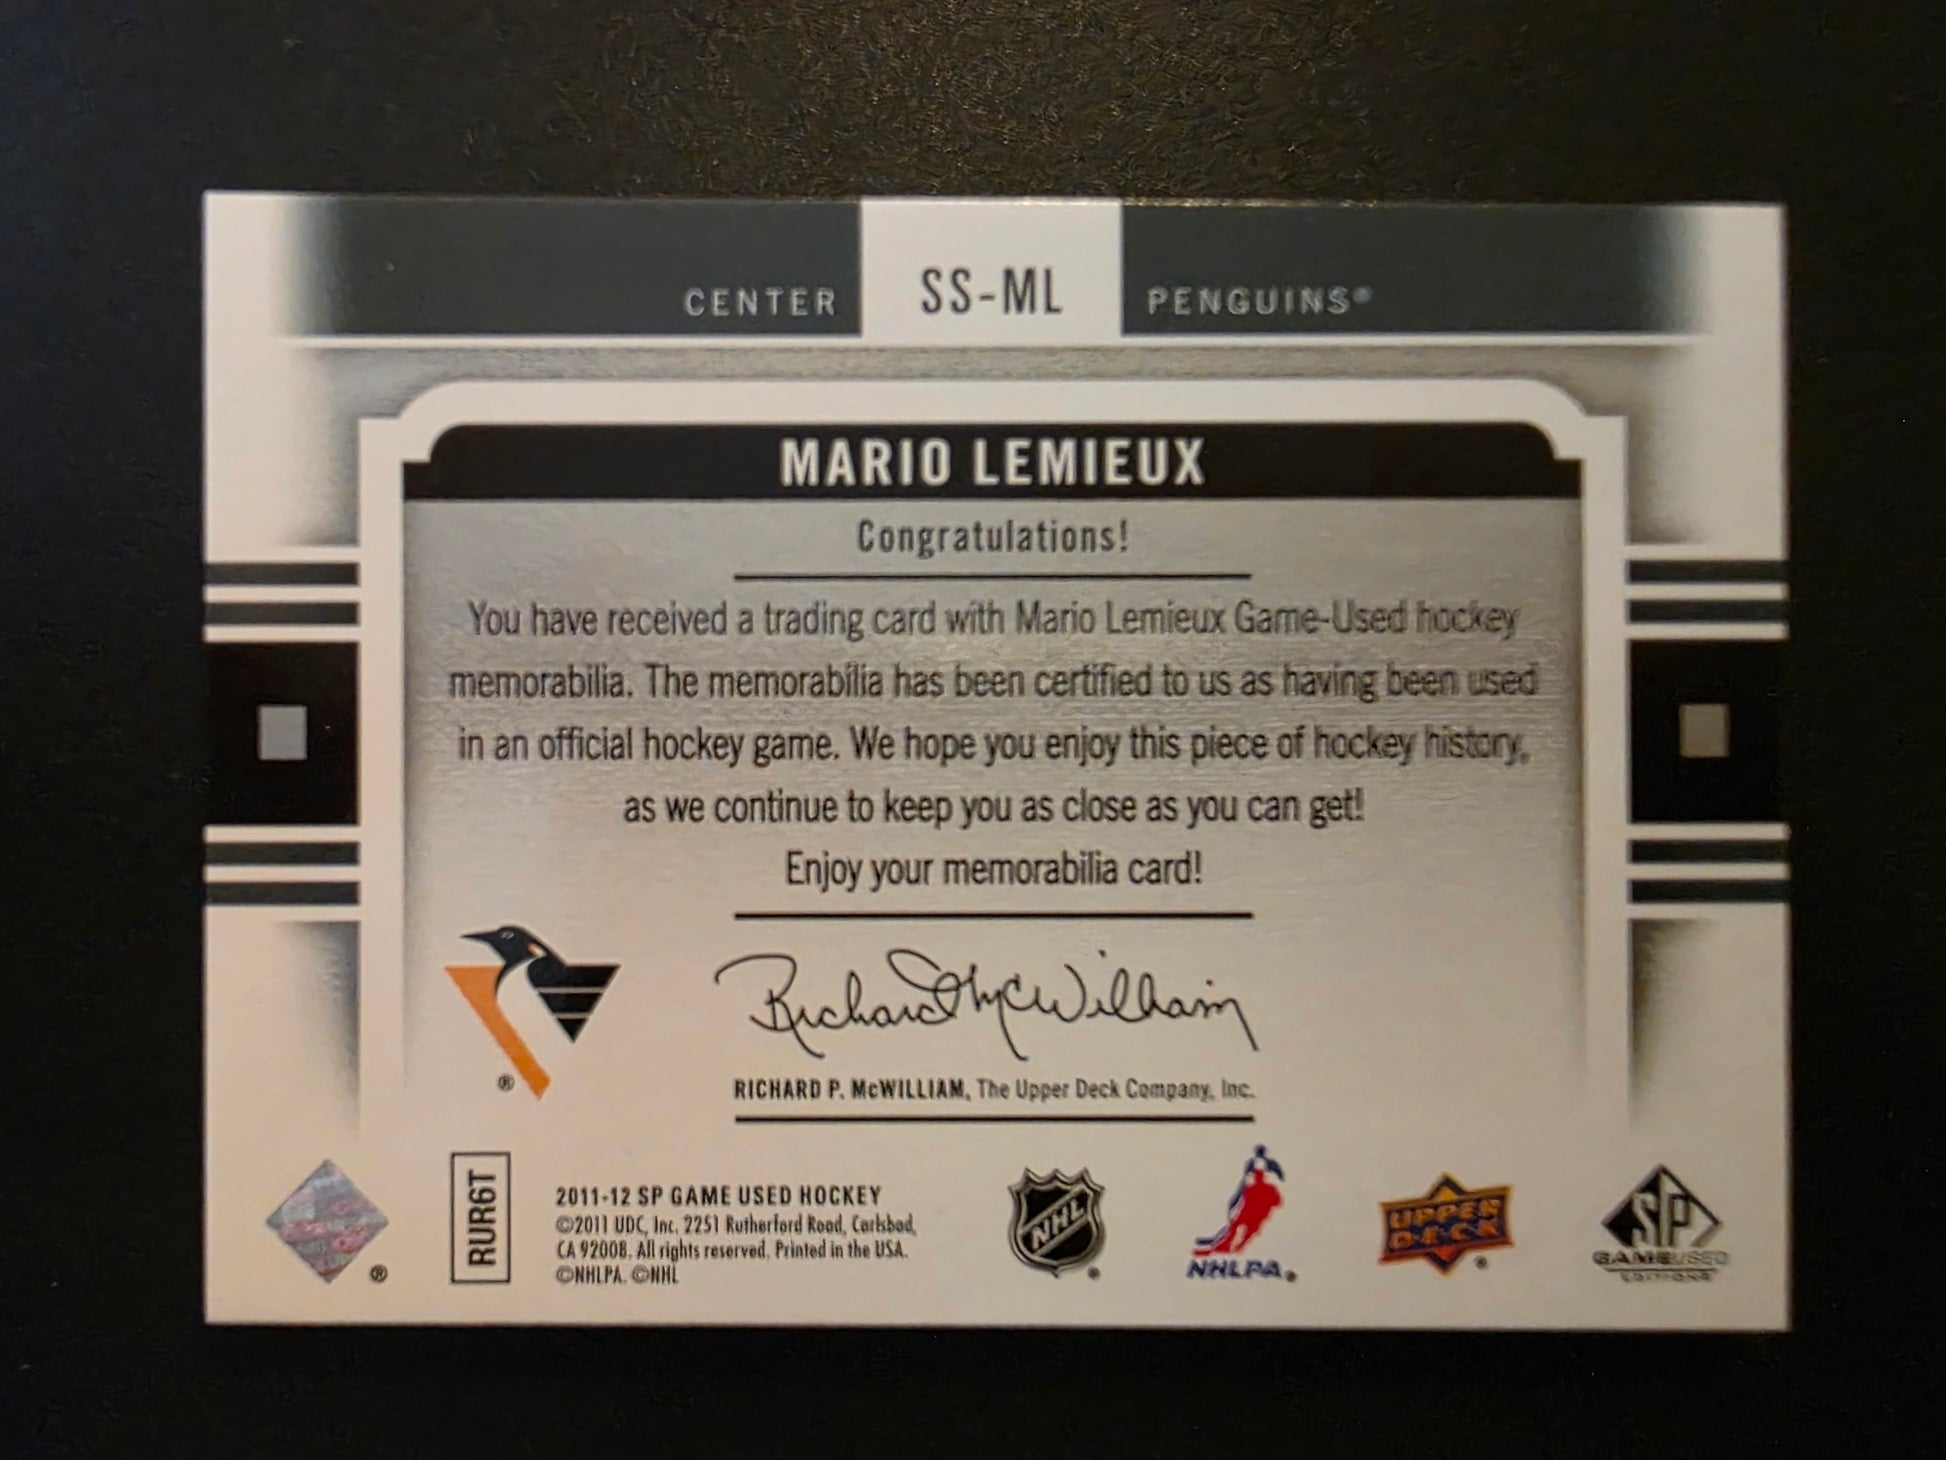 CENTER SS-ML PENGUINS®
MARIO LEMIEUX
Congratulations!
You have received a trading card with Mario Lemieux Game-Used hockey
memorabilia. The memorabilia has been certified to us as having been used
in an official hockey game. We hope you enjoy this piece of hockey history,
as we continue to keep you as close as you can get!
Enjoy your memorabilia card!
Richard McWilliam
®
RICHARD P. McWILLIAM, The Upper Deck Company, Inc.
®
RUR6T
2011-12 SP GAME USED HOCKEY
©2011 UDC, Inc. 2251 Rutherford Road, Carlsbad,
CA 92008. All rights reserved. Printed in the USA.
©NHLPA. ©NHL
NHL
NHLPA®
UPPER
DECK®
SP
GAME USED
EDITIONS